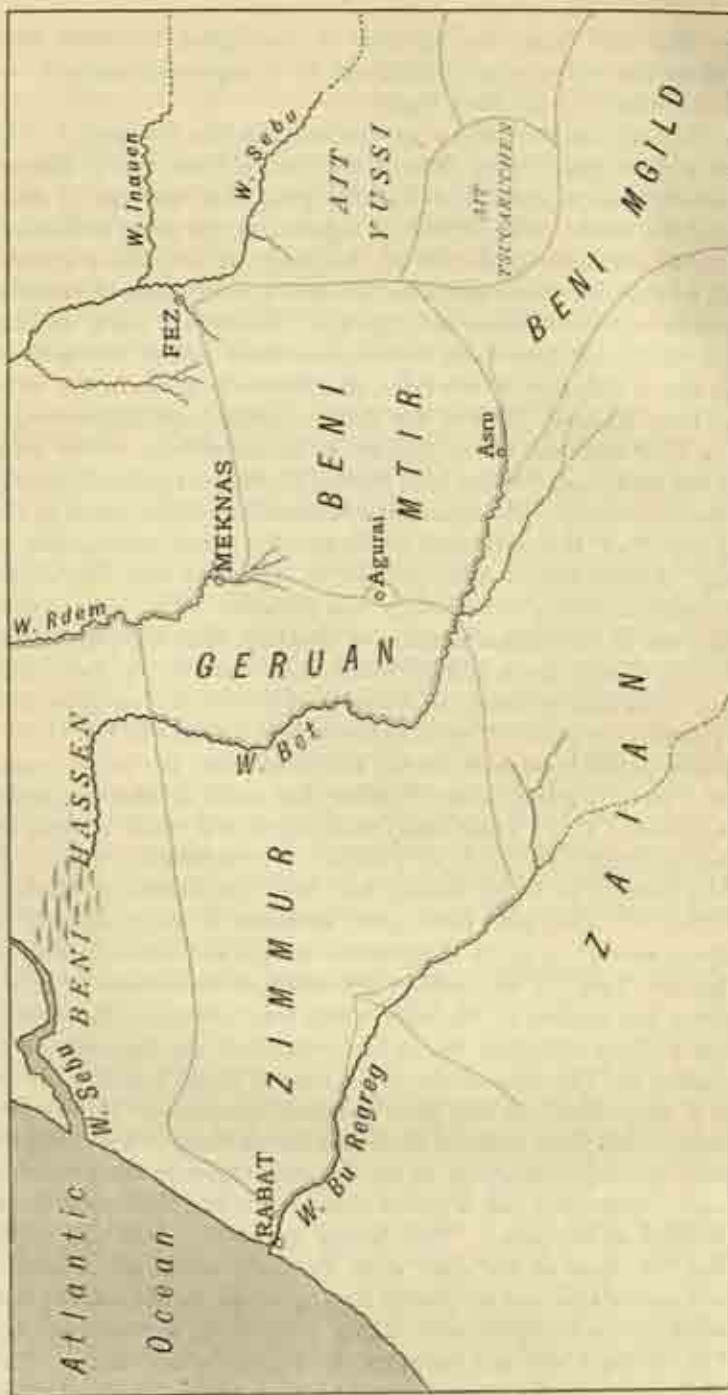 Atlantic
Ocean
W. Sebu
BENI HASSEN
RABAT
W. Bu Regreg
ZIMMUR
ZAIAN
W. Bet
GERUAN
W. Rdem
MEKNAS
Agurai
BENI
MTIR
Asru
FEZ
W. Inauen
W. Sebu
AIT
YUSSI
AIT
BENI MGILD